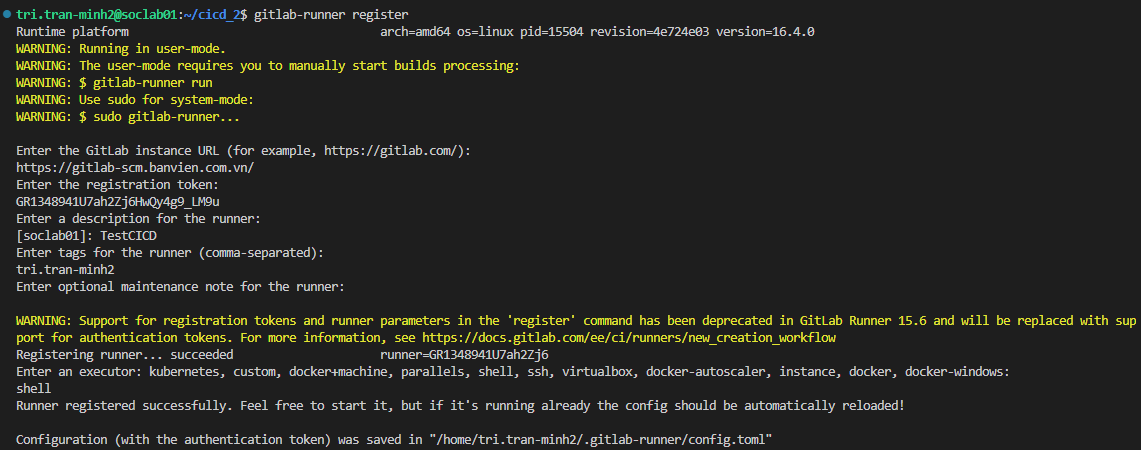 tri.tran-minh2@soclab01:~/cicd_2$ gitlab-runner register
Runtime platform arch=amd64 os=linux pid=15504 revision=4e724e03 version=16.4.0
WARNING: Running in user-mode.
WARNING: The user-mode requires you to manually start builds processing:
WARNING: $ gitlab-runner run
WARNING: Use sudo for system-mode:
WARNING: $ sudo gitlab-runner...
Enter the GitLab instance URL (for example, https://gitlab.com/):
https://gitlab-scm.banvien.com.vn/
Enter the registration token:
GR1348941U7ah2Zj6HwQy4g9_LM9u
Enter a description for the runner:
[soclab01]: TestCICD
Enter tags for the runner (comma-separated):
tri.tran-minh2
Enter optional maintenance note for the runner:
WARNING: Support for registration tokens and runner parameters in the 'register' command has been deprecated in GitLab Runner 15.6 and will be replaced with sup
port for authentication tokens. For more information, see https://docs.gitlab.com/ee/ci/runners/new_creation_workflow
Registering runner... succeeded runner=GR1348941U7ah2Zj6
Enter an executor: kubernetes, custom, docker+machine, parallels, shell, ssh, virtualbox, docker-autoscaler, instance, docker, docker-windows:
shell
Runner registered successfully. Feel free to start it, but if it's running already the config should be automatically reloaded!
Configuration (with the authentication token) was saved in "/home/tri.tran-minh2/.gitlab-runner/config.toml"